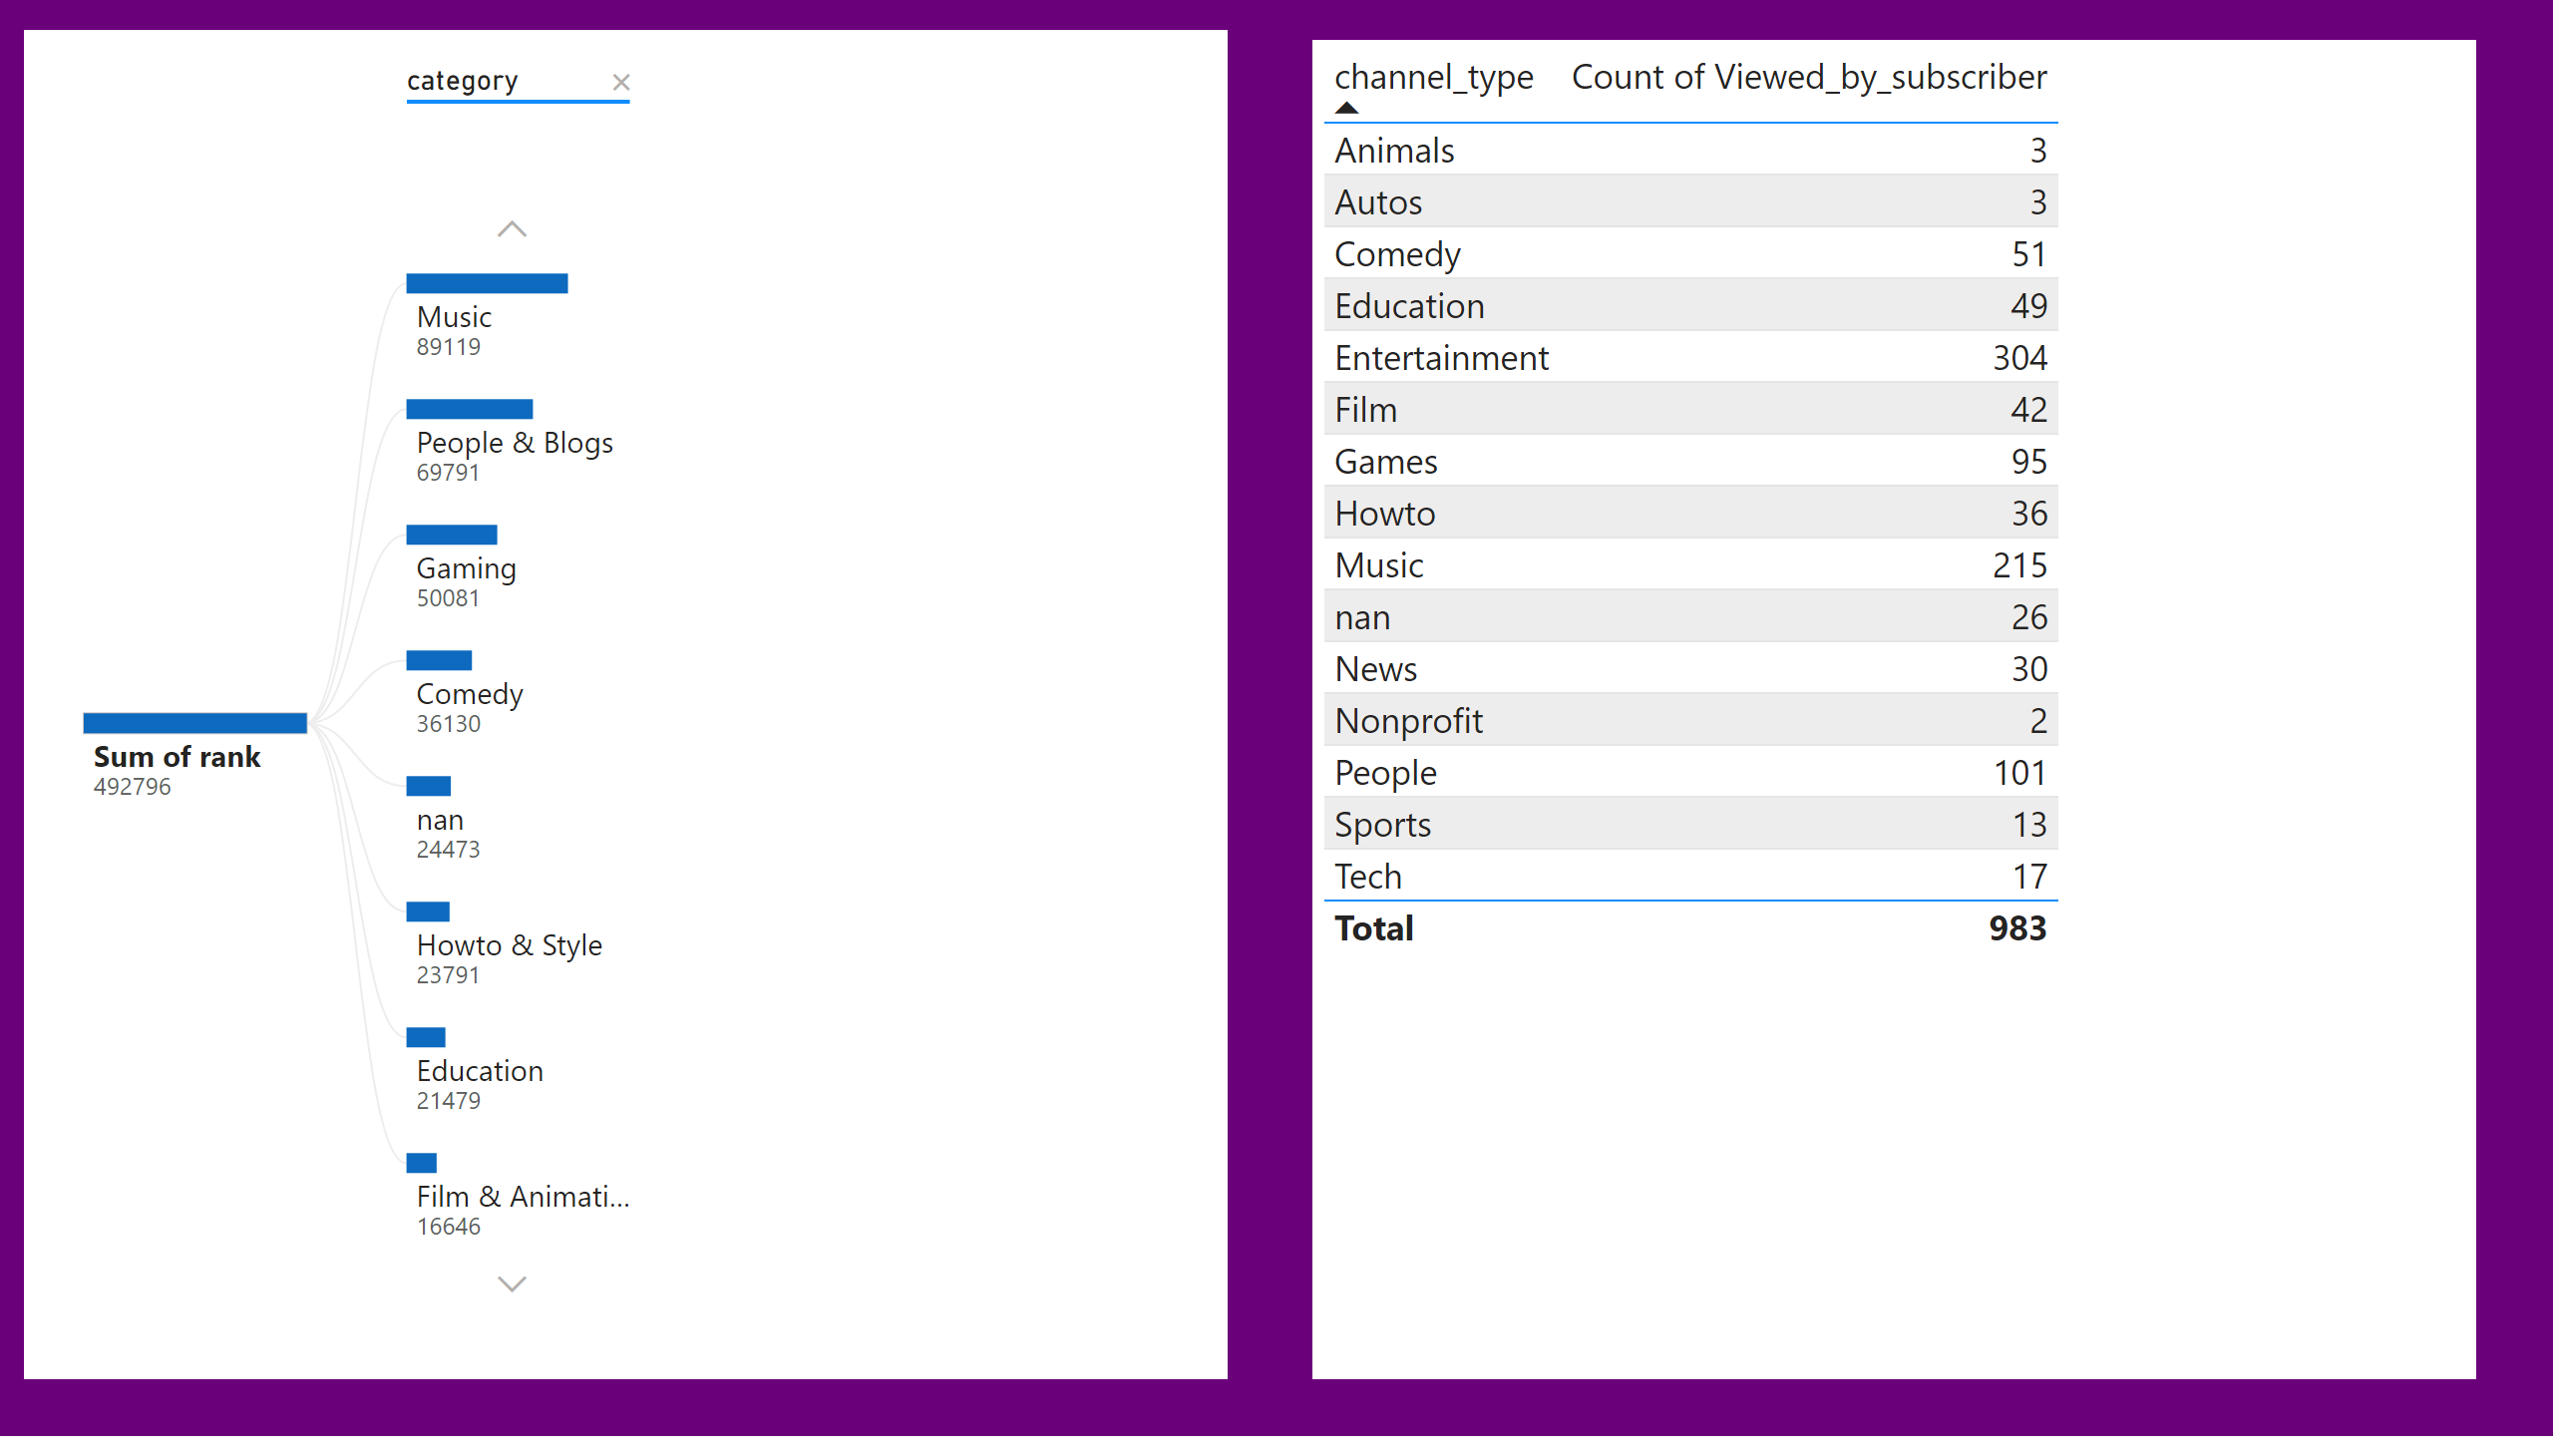 category
Music
89119
People & Blogs
69791
Gaming
50081
Comedy
36130
nan
24473
Sum of rank
492796
Howto & Style
23791
Education
21479
Film & Animati...
16646
channel_type Count of Viewed_by_subscriber
Animals 3
Autos 3
Comedy 51
Education 49
Entertainment 304
Film 42
Games 95
Howto 36
Music 215
nan 26
News 30
Nonprofit 2
People 101
Sports 13
Tech 17
Total 983